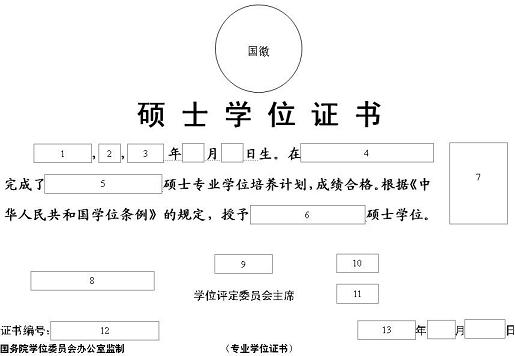 国徽
硕士学位证书
1 , 2 , 3 年 月 日生。在 4
完成了 5 硕士专业学位培养计划,成绩合格。根据《中
7
华人民共和国学位条例》的规定，授予 6 硕士学位。
8
9
10
学位评定委员会主席
11
证书编号: 12
13 年 月 日
国务院学位委员会办公室监制
（专业学位证书）